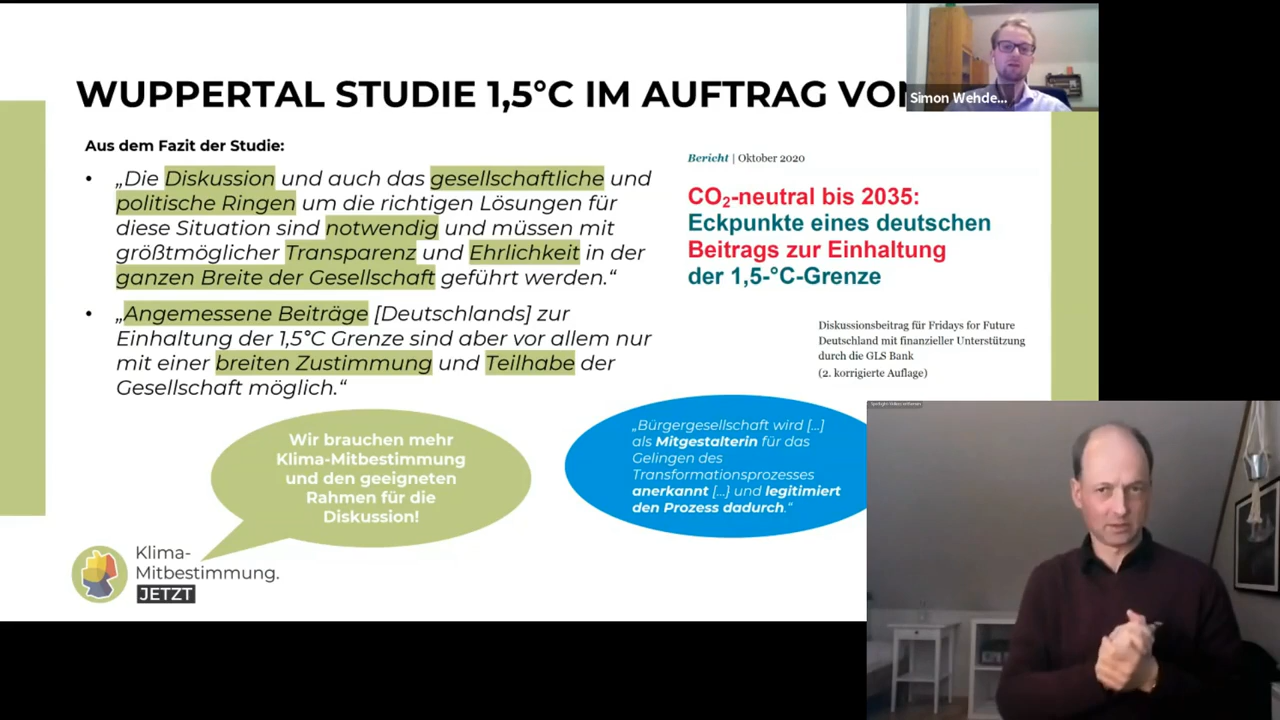 WUPPERTAL STUDIE 1,5°C IM AUFTRAG VON
Simon Wehde...
Aus dem Fazit der Studie:
• „Die Diskussion und auch das gesellschaftliche und
politische Ringen um die richtigen Lösungen für
diese Situation sind notwendig und müssen mit
größtmöglicher Transparenz und Ehrlichkeit in der
ganzen Breite der Gesellschaft geführt werden.“
• „Angemessene Beiträge [Deutschlands] zur
Einhaltung der 1,5°C Grenze sind aber vor allem nur
mit einer breiten Zustimmung und Teilhabe der
Gesellschaft möglich.“
Bericht | Oktober 2020
CO₂-neutral bis 2035:
Eckpunkte eines deutschen
Beitrags zur Einhaltung
der 1,5-°C-Grenze
Diskussionsbeitrag für Fridays for Future
Deutschland mit finanzieller Unterstützung
durch die GLS Bank
(2. korrigierte Auflage)
Wir brauchen mehr
Klima-Mitbestimmung
und den geeigneten
Rahmen für die
Diskussion!
„Bürgergesellschaft wird [...]
als Mitgestalterin für das
Gelingen des
Transformationsprozesses
anerkannt [...] und legitimiert
den Prozess dadurch.“
Klima-
Mitbestimmung.
JETZT